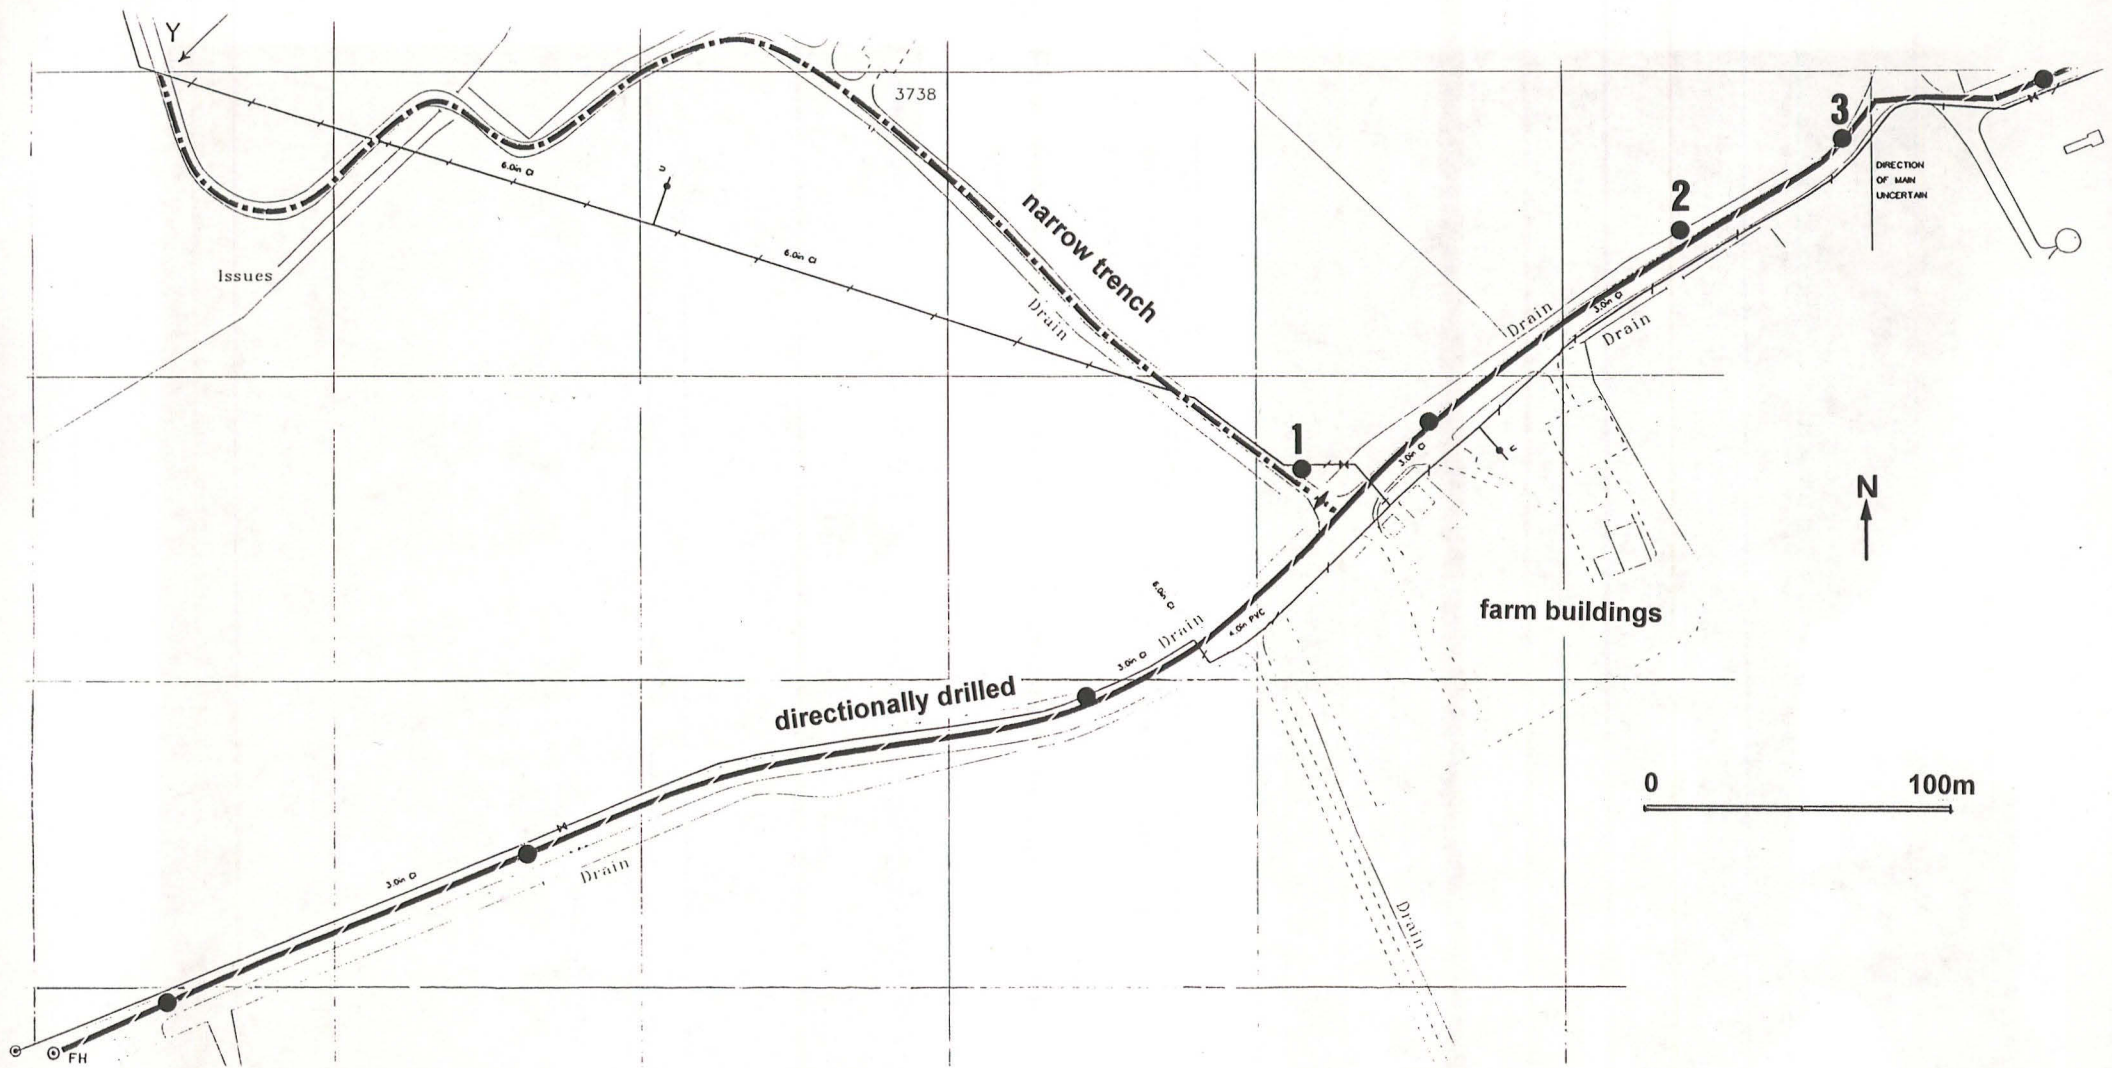 Y
3738
3
DIRECTION
OF MAIN
UNCERTAIN
6.0in CI
2
narrow trench
Issues
6.0in CI
Drain
3.0in CI
Drain
Drain
1
3.0in CI
N
6.0in CI
farm buildings
4.0in PVC
Drain
3.0in CI
directionally drilled
0 100m
3.0in CI
Drain
Drain
FH